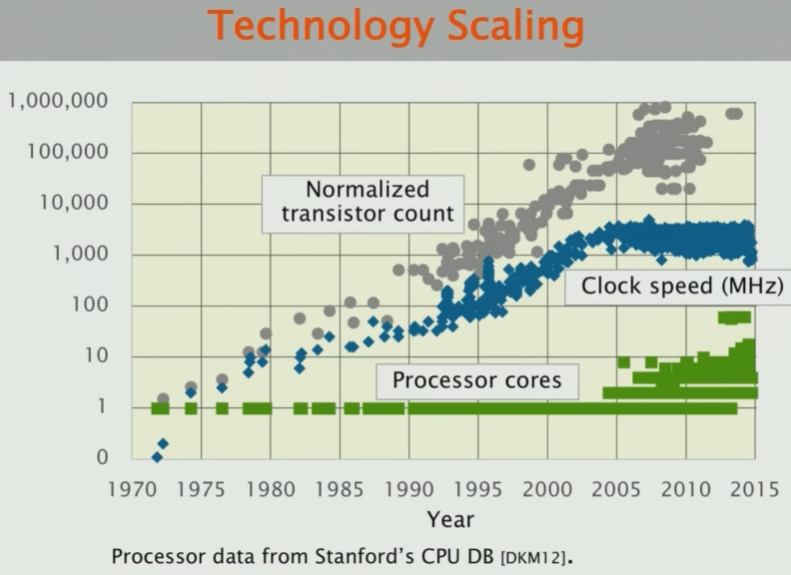 Technology Scaling
1,000,000
100,000
10,000
1,000
100
10
1
0
Normalized
transistor count
Clock speed (MHz)
Processor cores
1970 1975 1980 1985 1990 1995 2000 2005 2010 2015
Year
Processor data from Stanford’s CPU DB [DKM12].